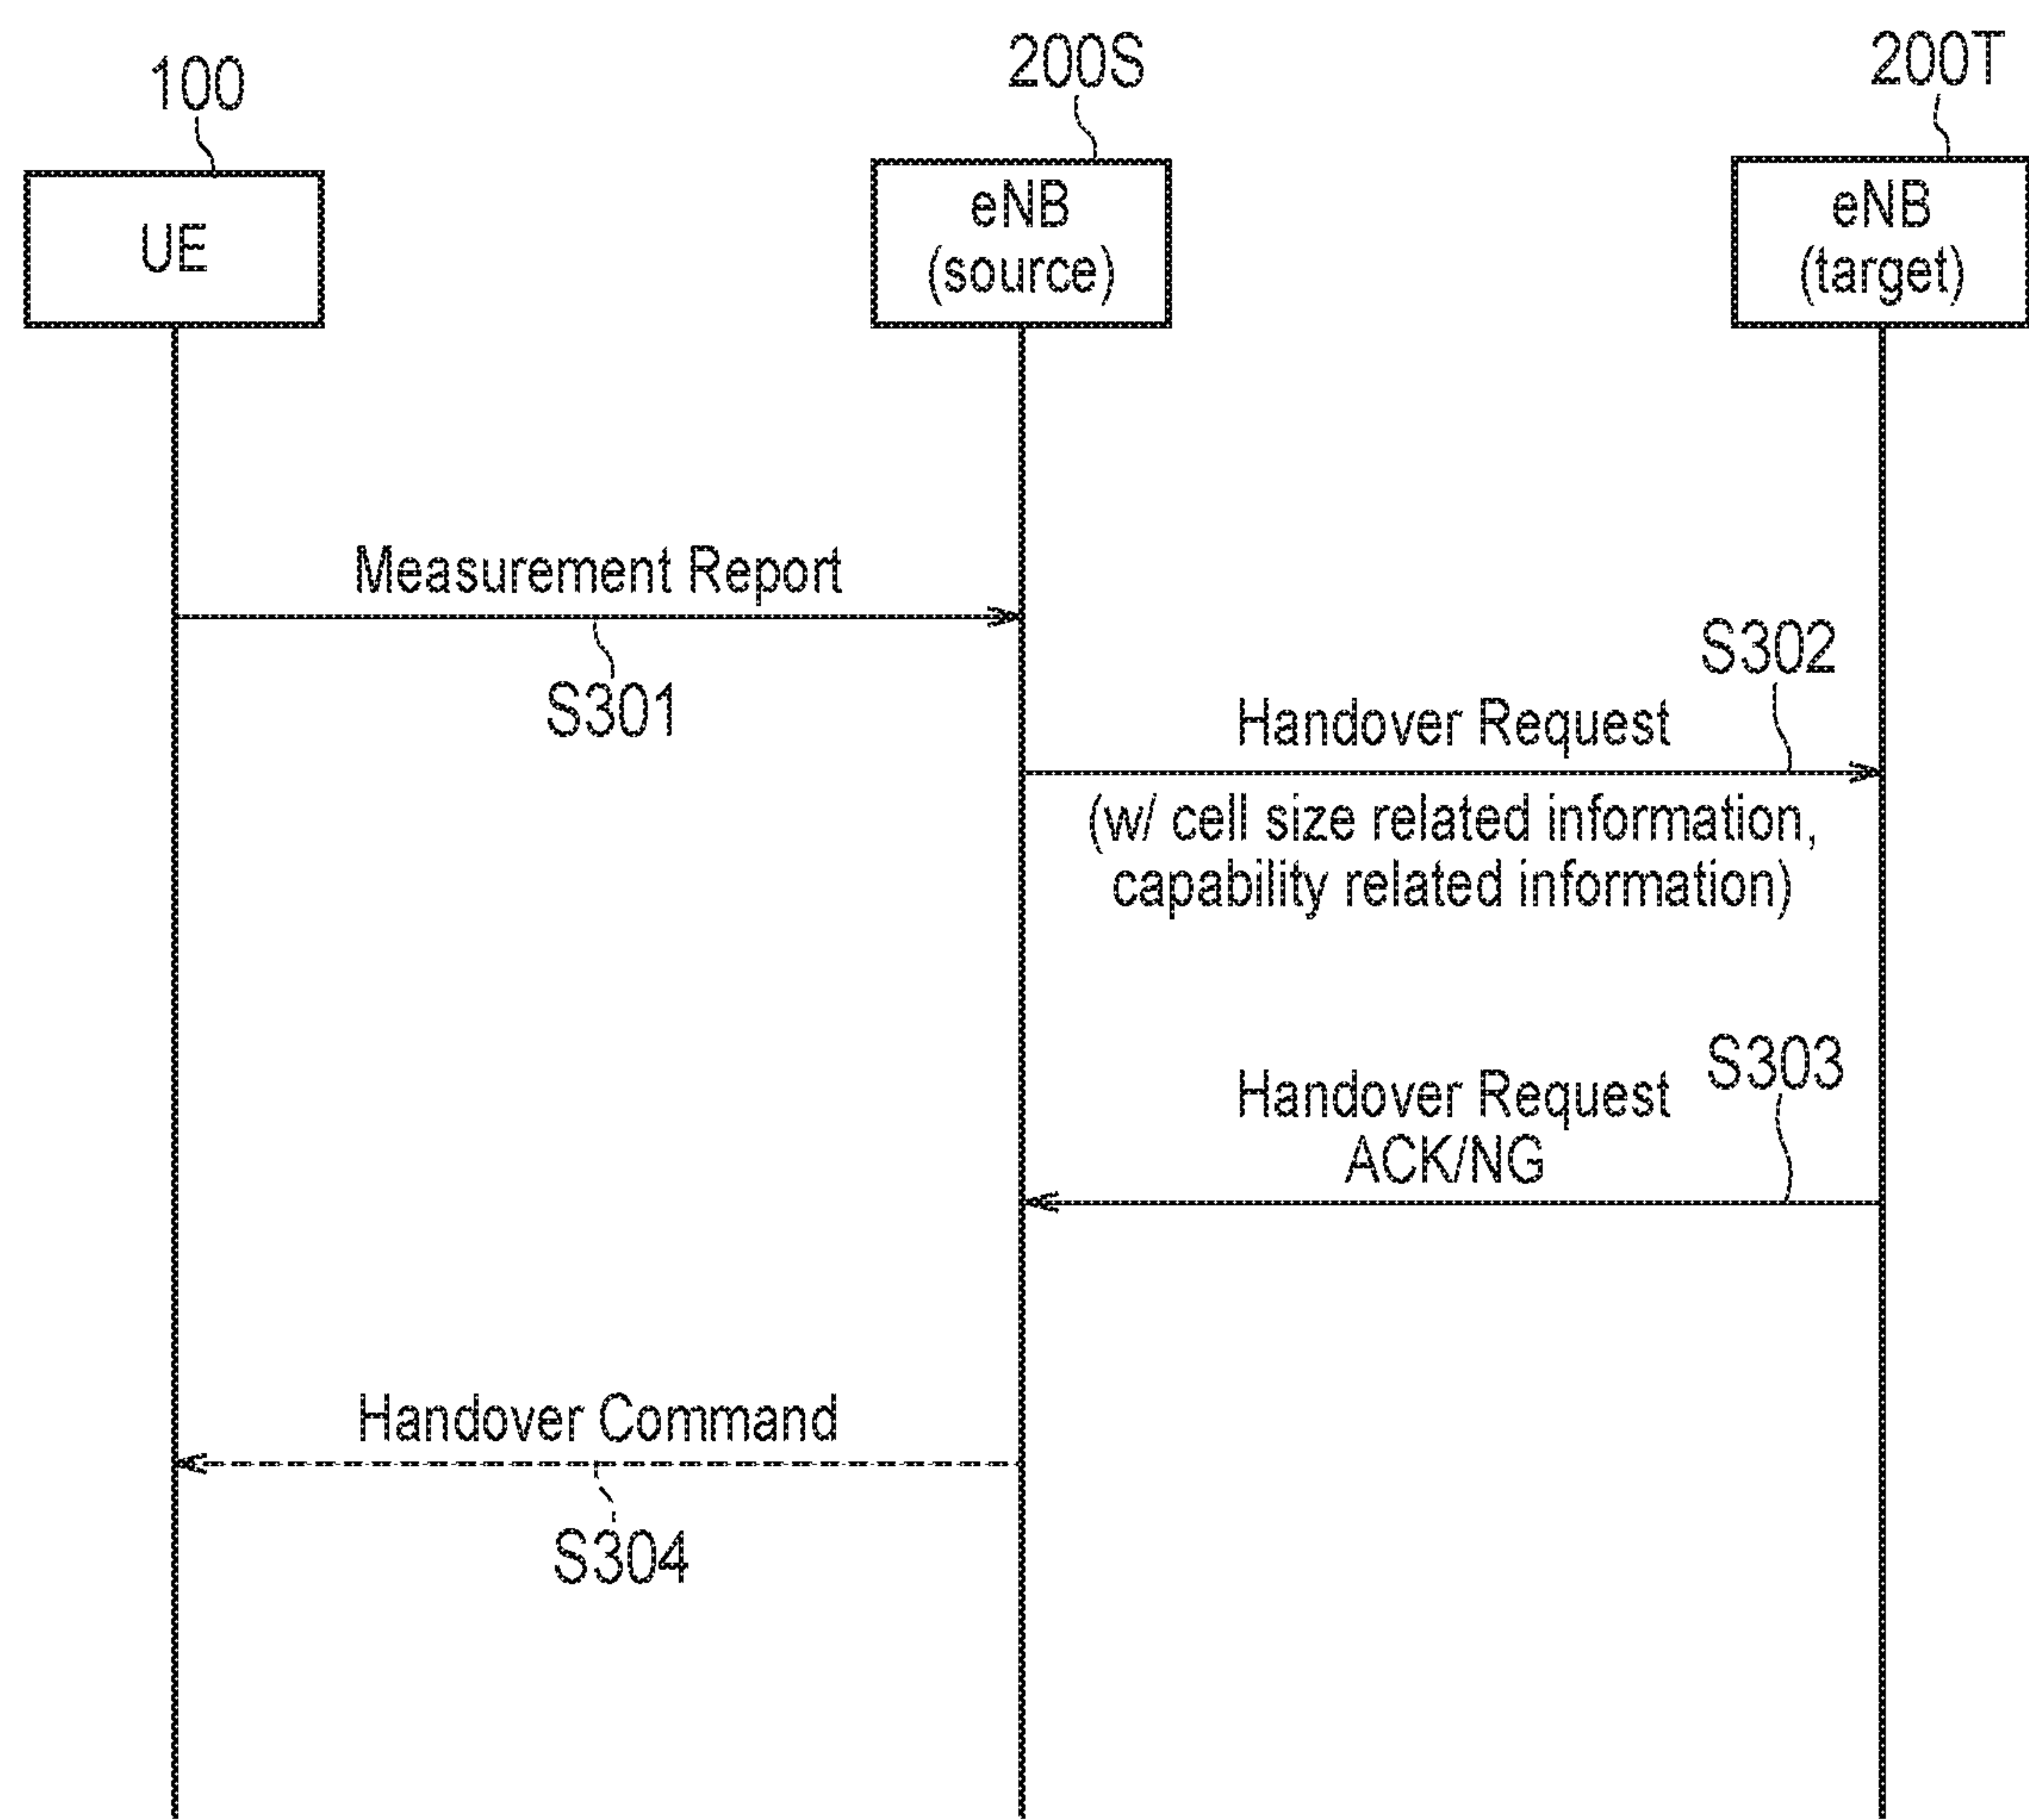 100
200S
200T
UE
eNB
(source)
eNB
(target)
Measurement Report
S301
S302
Handover Request
(w/ cell size related information,
capability related information)
S303
Handover Request
ACK/NG
Handover Command
S304